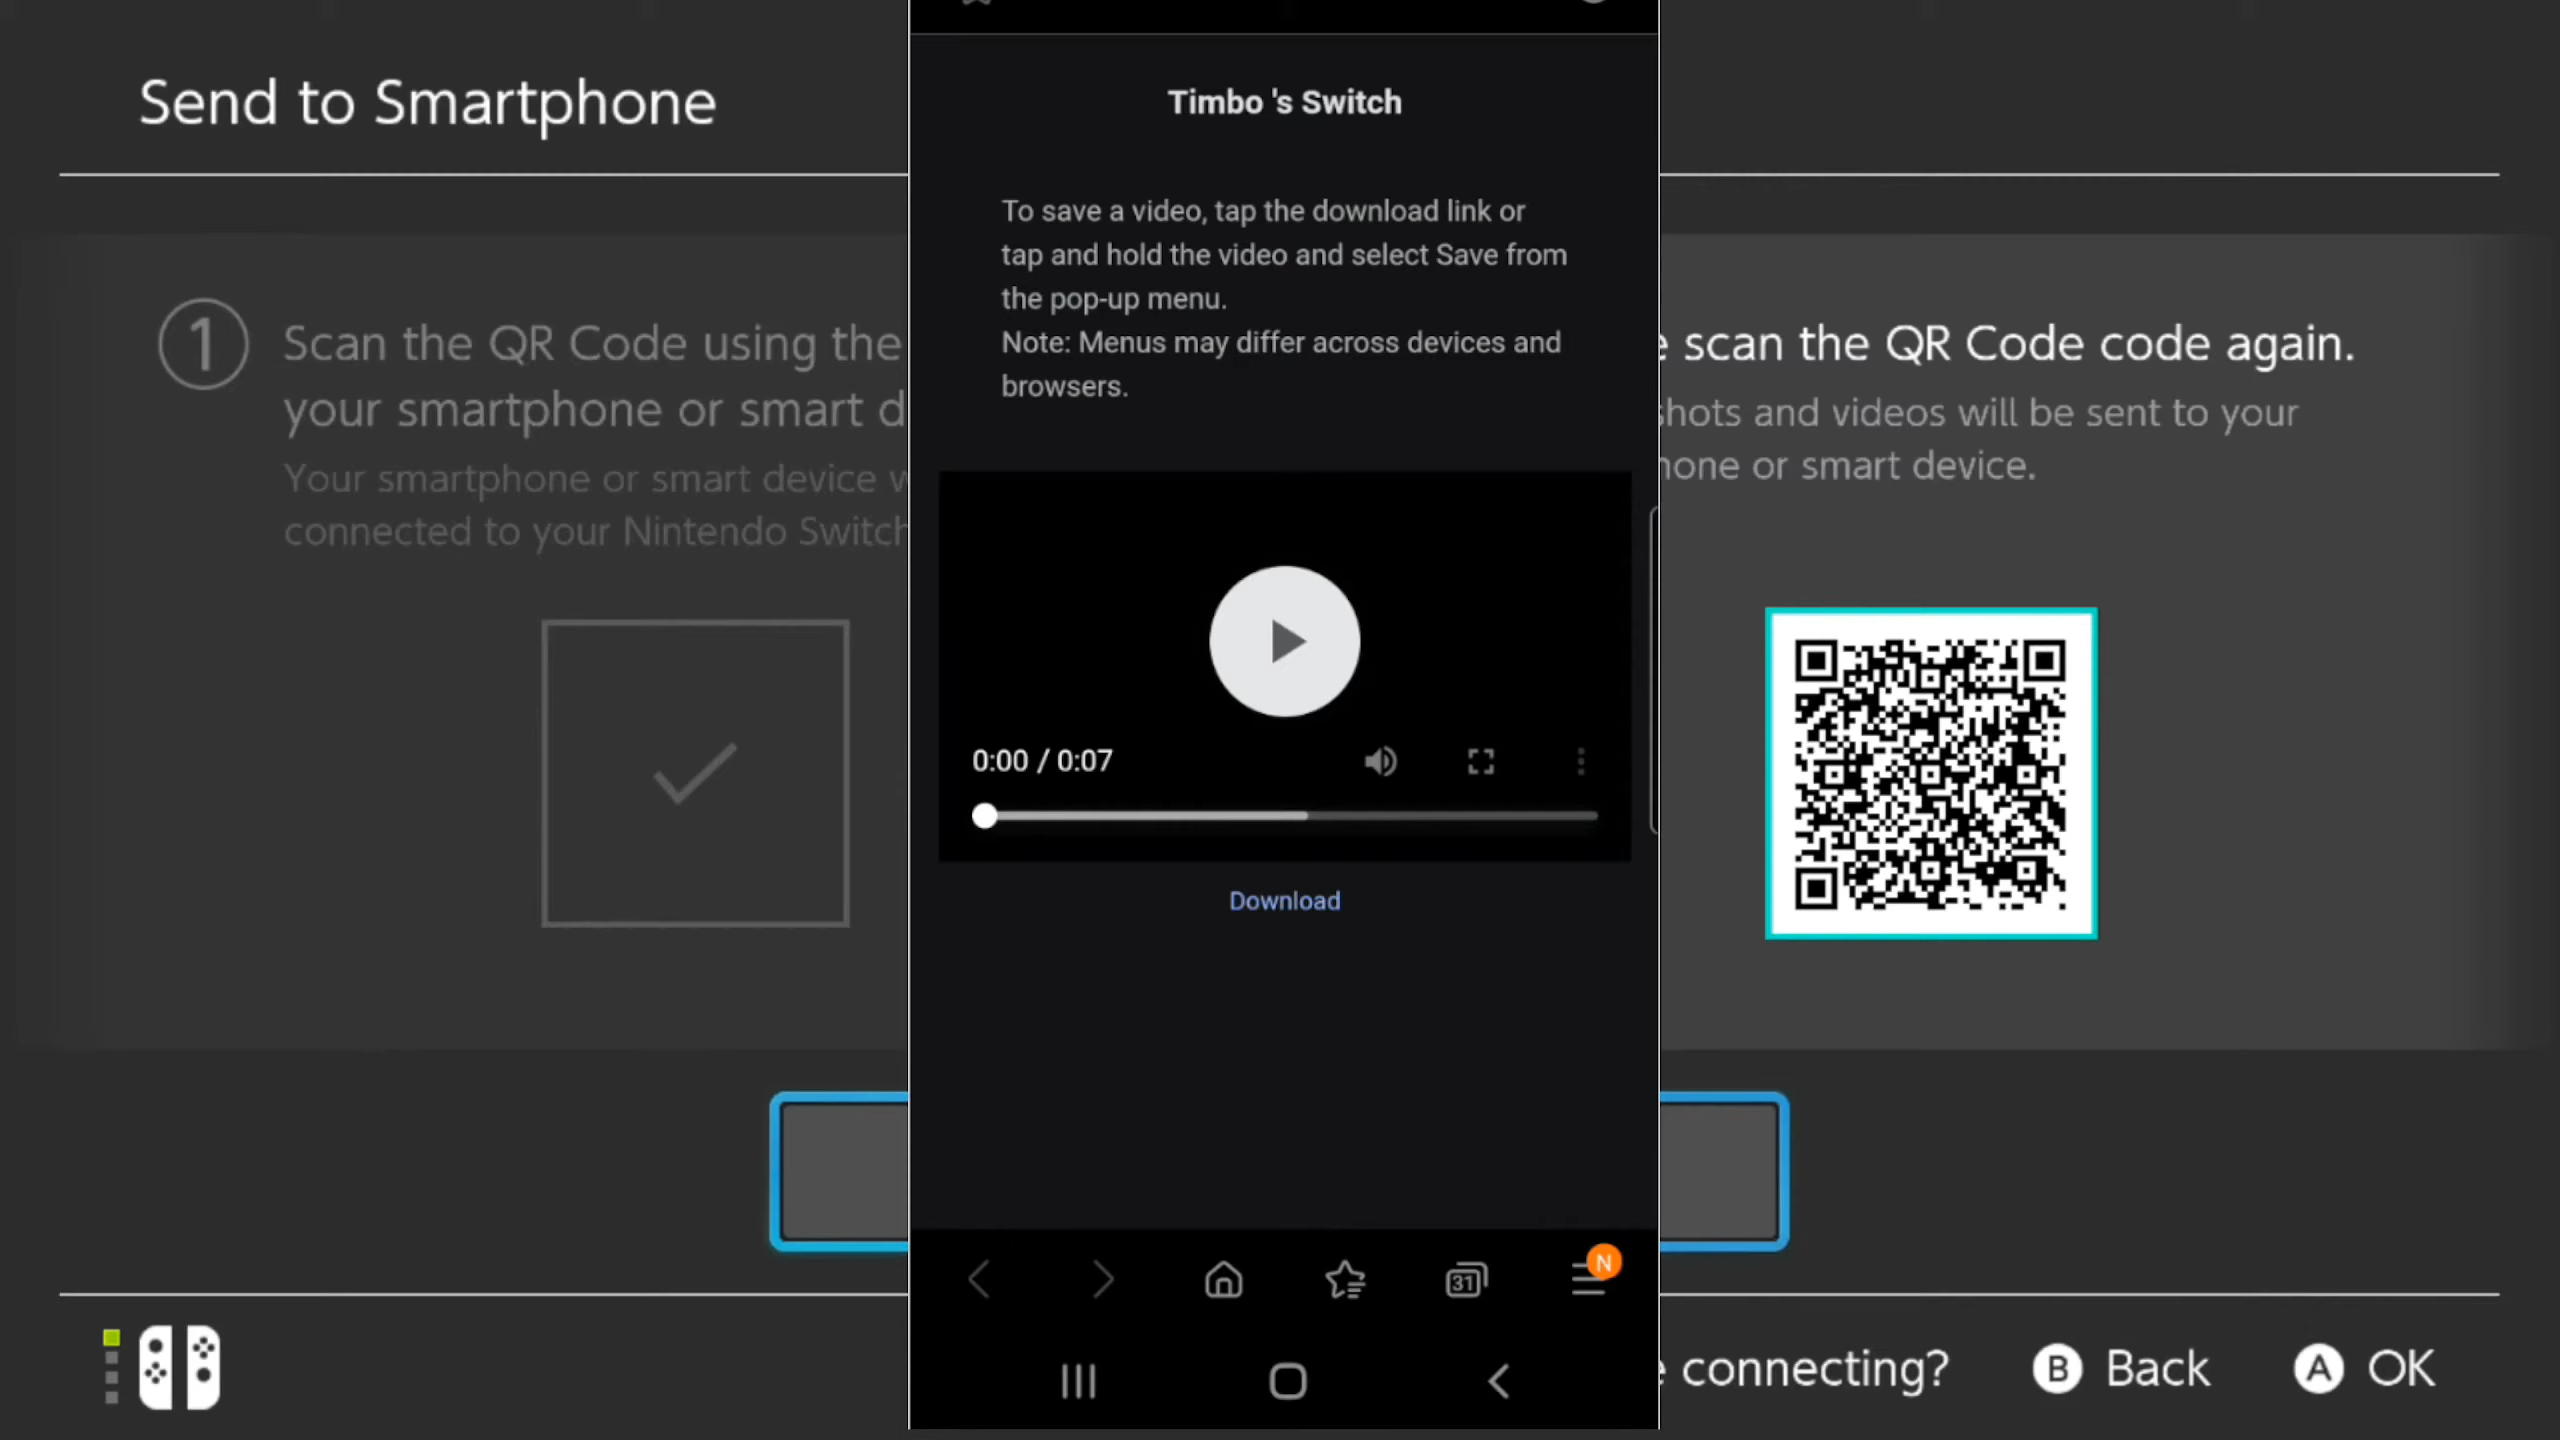 Send to Smartphone
1
Scan the QR Code using the
your smartphone or smart d
Your smartphone or smart device
connected to your Nintendo Switch
Timbo 's Switch
To save a video, tap the download link or
tap and hold the video and select Save from
the pop-up menu.
Note: Menus may differ across devices and
browsers.
0:00 / 0:07
Download
31
N
scan the QR Code code again.
shots and videos will be sent to your
one or smart device.
connecting?
B Back
A OK